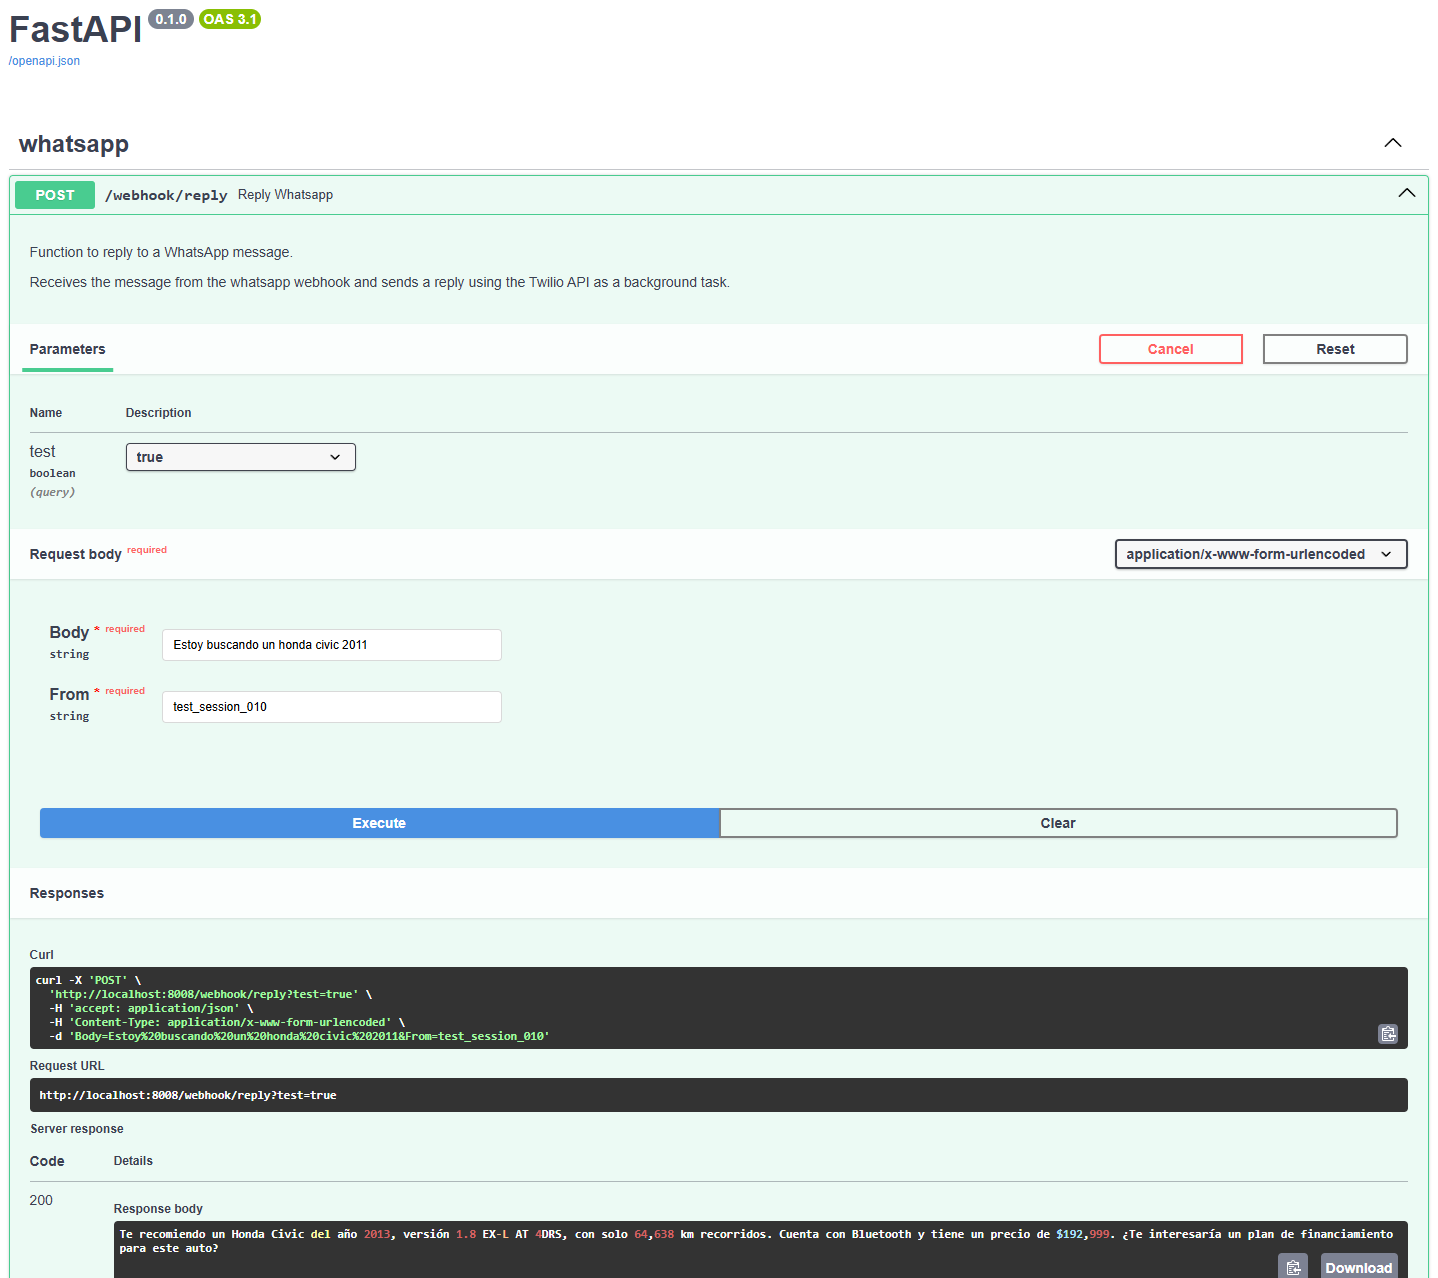 FastAPI 0.1.0 OAS 3.1
/openapi.json
whatsapp
POST /webhook/reply Reply Whatsapp
Function to reply to a WhatsApp message.
Receives the message from the whatsapp webhook and sends a reply using the Twilio API as a background task.
Parameters Cancel Reset
Name Description
test true
boolean
(query)
Request body required application/x-www-form-urlencoded
Body * required Estoy buscando un honda civic 2011
string
From * required test_session_010
string
Execute Clear
Responses
Curl
curl -X 'POST' \
'http://localhost:8008/webhook/reply?test=true' \
-H 'accept: application/json' \
-H 'Content-Type: application/x-www-form-urlencoded' \
-d 'Body=Estoy%20buscando%20un%20honda%20civic%202011&From=test_session_010'
Request URL
http://localhost:8008/webhook/reply?test=true
Server response
Code Details
200
Response body
Te recomiendo un Honda Civic del año 2013, versión 1.8 EX-L AT 4DRS, con solo 64,638 km recorridos. Cuenta con Bluetooth y tiene un precio de $192,999. ¿Te interesaría un plan de financiamiento
para este auto?
Download